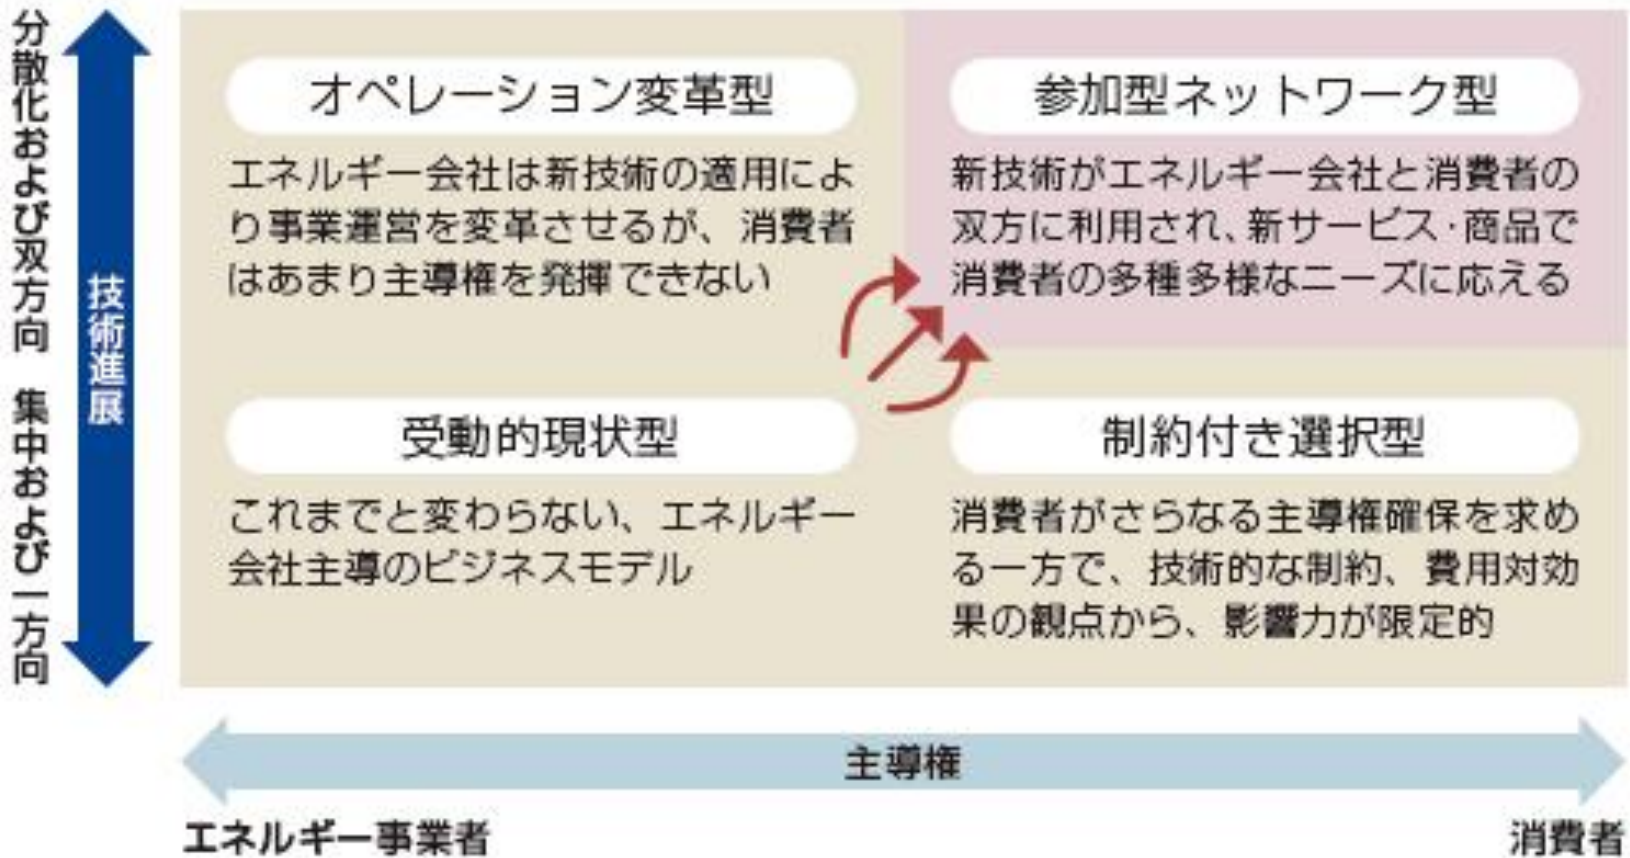 分散化および双方向 集中および一方向
技術進展
オペレーション変革型
エネルギー会社は新技術の適用によ
り事業運営を変革させるが、消費者
はあまり主導権を発揮できない
参加型ネットワーク型
新技術がエネルギー会社と消費者の
双方に利用され、新サービス・商品で
消費者の多種多様なニーズに応える
受動的現状型
これまでと変わらない、エネルギー
会社主導のビジネスモデル
制約付き選択型
消費者がさらなる主導権確保を求め
る一方で、技術的な制約、費用対効
果の観点から、影響力が限定的
主導権
エネルギー事業者
消費者